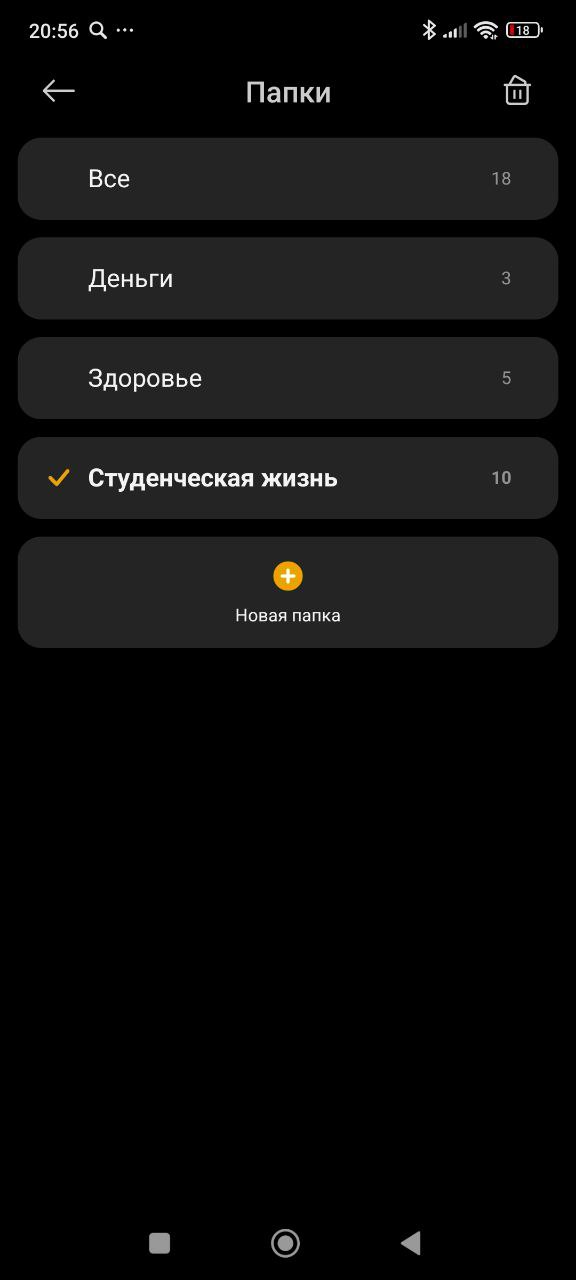 20:56
18
Папки
Все 18
Деньги 3
Здоровье 5
Студенческая жизнь 10
Новая папка